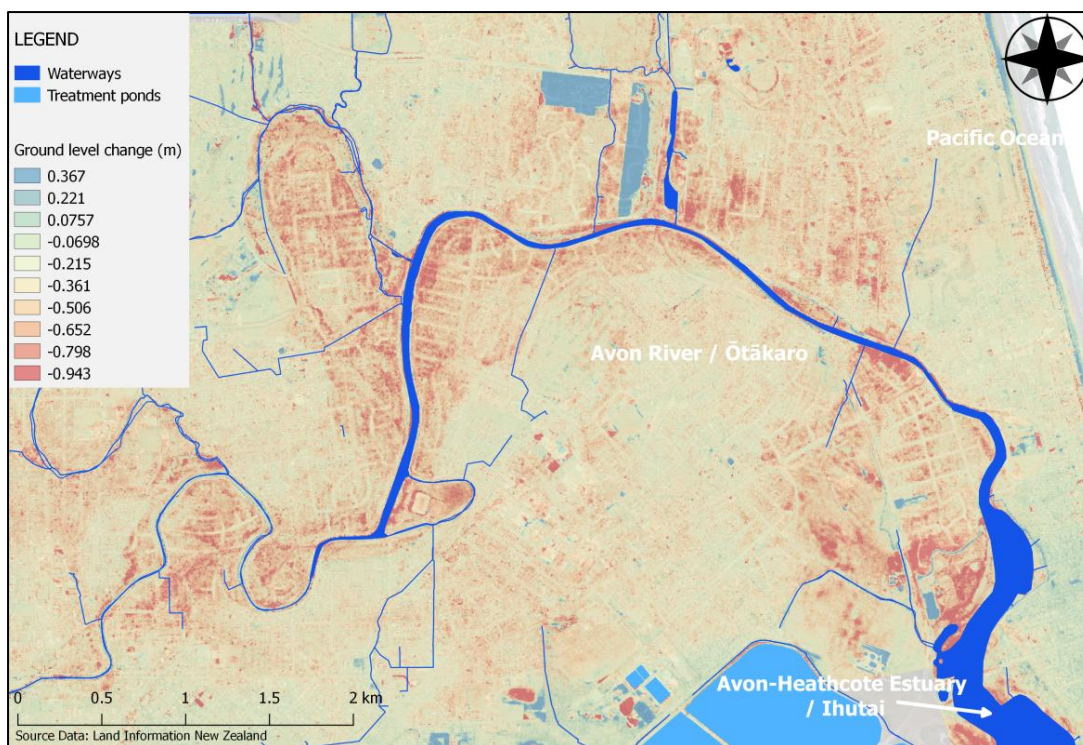 LEGEND
Waterways
Treatment ponds
Ground level change (m)
0.367
0.221
0.0757
-0.0698
-0.215
-0.361
-0.506
-0.652
-0.798
-0.943
Pacific Ocean
Avon River / Ōtākaro
Avon-Heathcote Estuary
/ Ihutai
0 0.5 1 1.5 2 km
Source Data: Land Information New Zealand